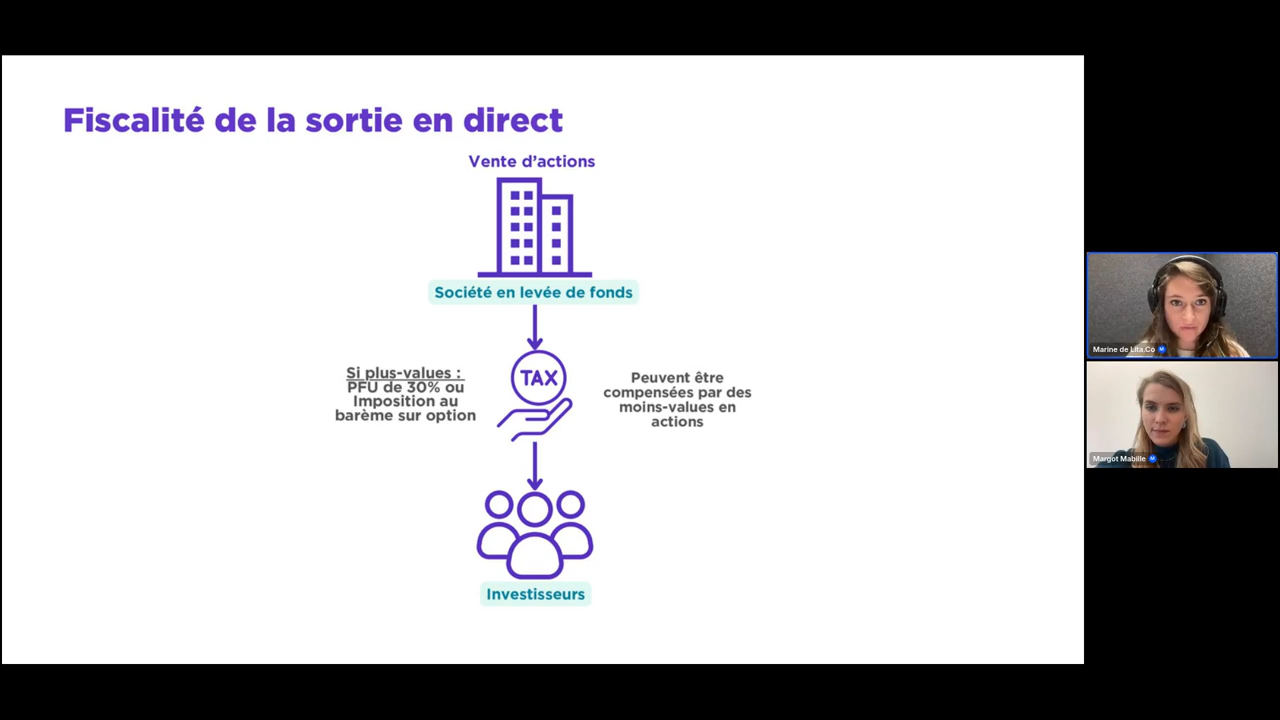 Fiscalité de la sortie en direct
Vente d'actions
Société en levée de fonds
Si plus-values :
PFU de 30% ou
Imposition au
barème sur option
TAX
Peuvent être
compensées par des
moins-values en
actions
Investisseurs
Marine de Lita.Co
M
Margot Mabille
M